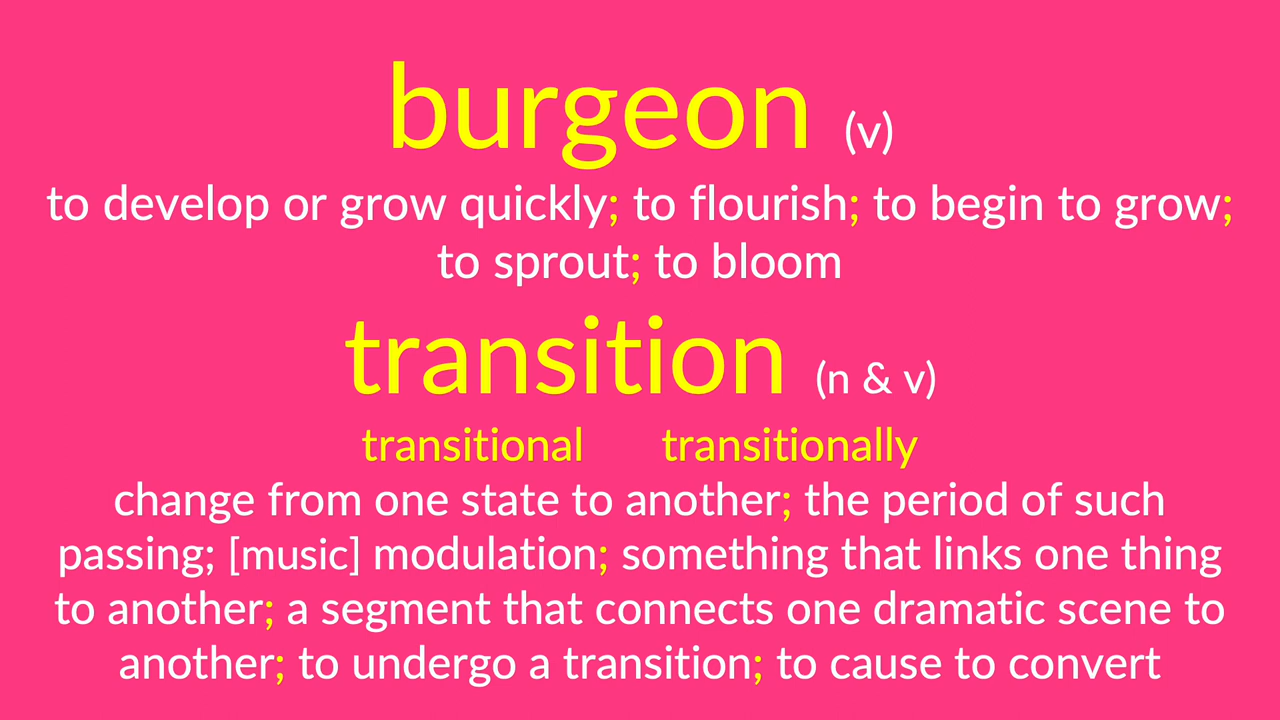 burgeon (v)
to develop or grow quickly; to flourish; to begin to grow;
to sprout; to bloom
transition (n & v)
transitional transitionally
change from one state to another; the period of such
passing; [music] modulation; something that links one thing
to another; a segment that connects one dramatic scene to
another; to undergo a transition; to cause to convert